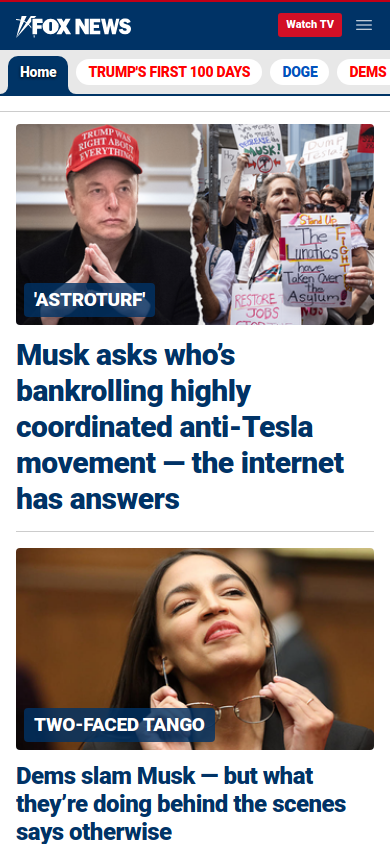 FOX NEWS
Watch TV
Home
TRUMP'S FIRST 100 DAYS
DOGE
DEMS
TRUMP WAS
RIGHT ABOUT
EVERYTHING!
DUMP
Tesla!
MUSK!
Stand Up
FIGHT
The
Lunatics
have
Taken Over
the
Asylum!
RESTORE
JOBS
STOP
'ASTROTURF'
Musk asks who’s
bankrolling highly
coordinated anti-Tesla
movement — the internet
has answers
TWO-FACED TANGO
Dems slam Musk — but what
they’re doing behind the scenes
says otherwise